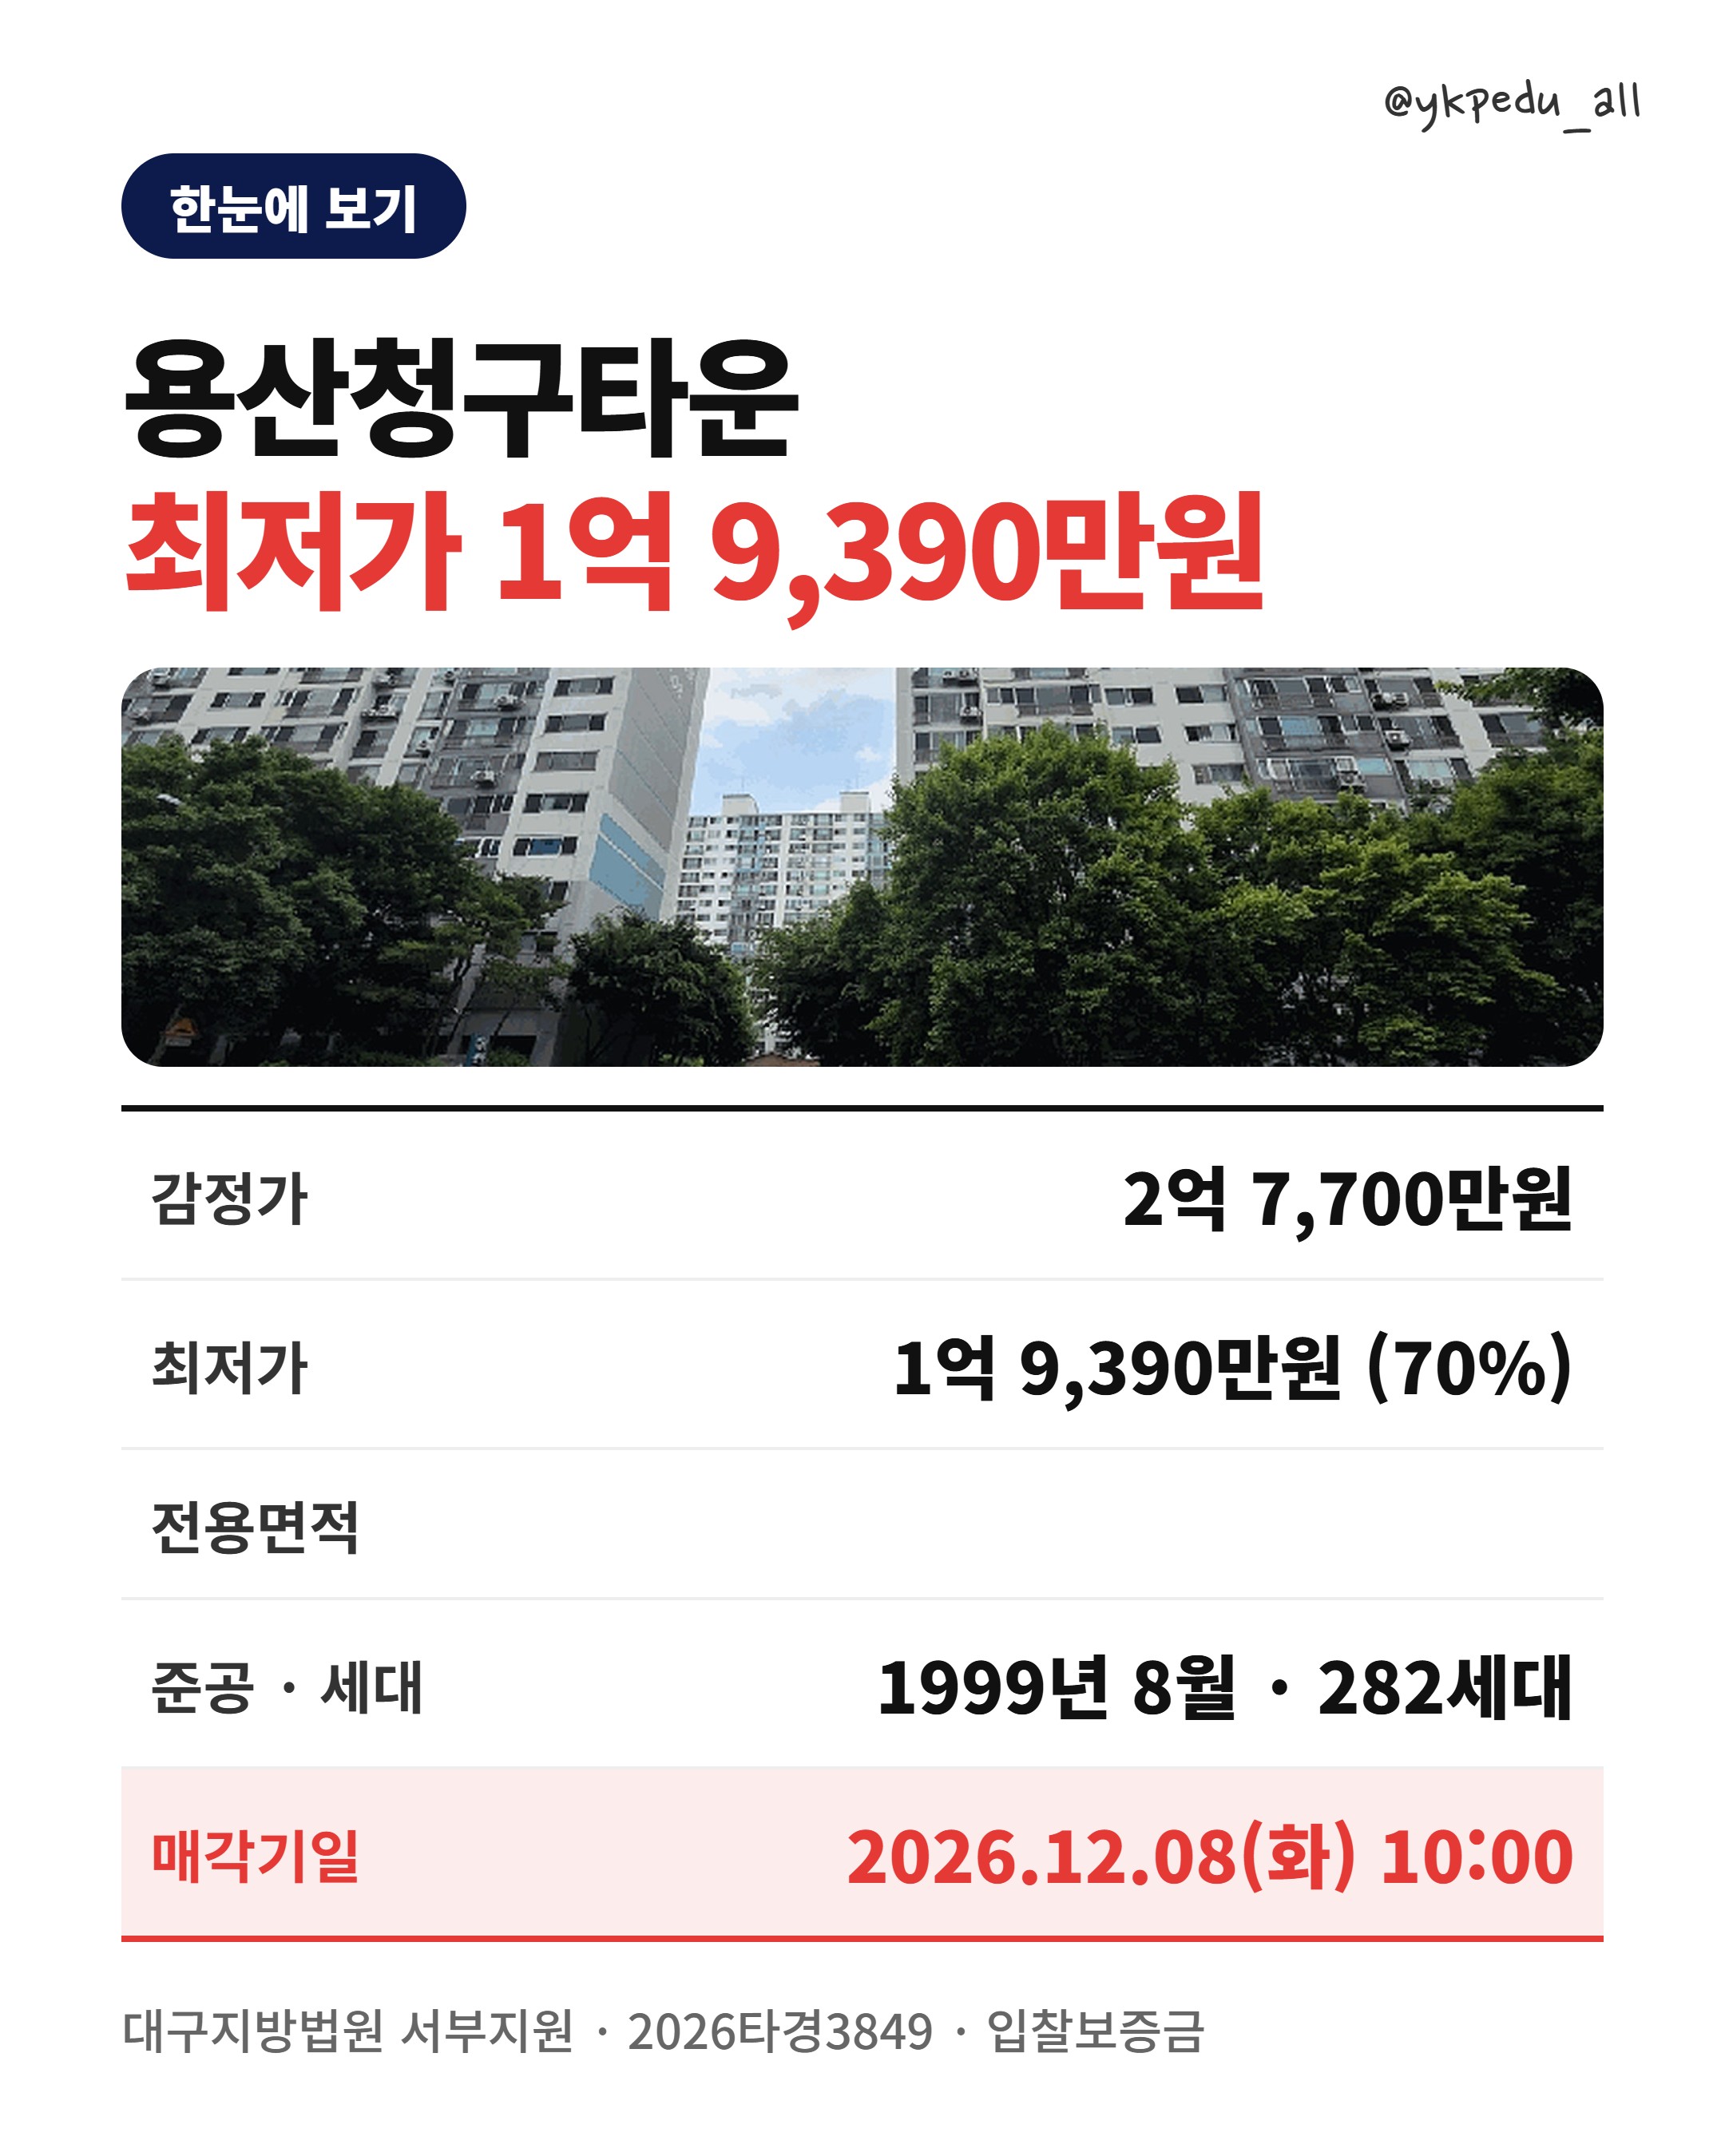 @ykpedu_all
한눈에 보기
용산청구타운
최저가 1억 9,390만원
감정가 2억 7,700만원
최저가 1억 9,390만원 (70%)
전용면적
준공 · 세대 1999년 8월 · 282세대
매각기일 2026.12.08(화) 10:00
대구지방법원 서부지원 · 2026타경3849 · 입찰보증금